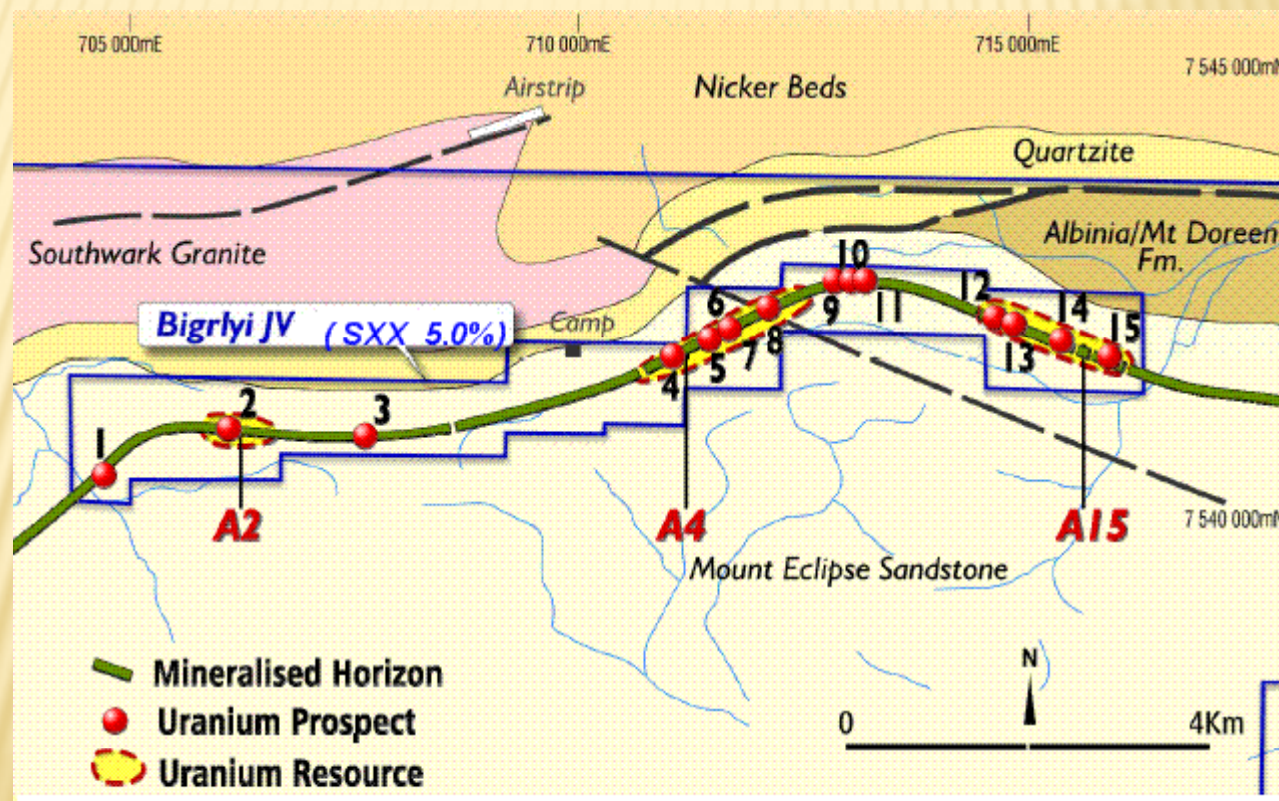 705 000mE
710 000mE
715 000mE
7 545 000mN
Airstrip
Nicker Beds
Quartzite
Southwark Granite
Albinia/Mt Doreen
Fm.
Bigrlyi JV (SXX 5.0%)
Camp
10
6
9
11
12
14
15
8
7
5
4
13
2
3
1
A2
A4
A15
7 540 000mN
Mount Eclipse Sandstone
Mineralised Horizon
Uranium Prospect
Uranium Resource
N
0
4Km